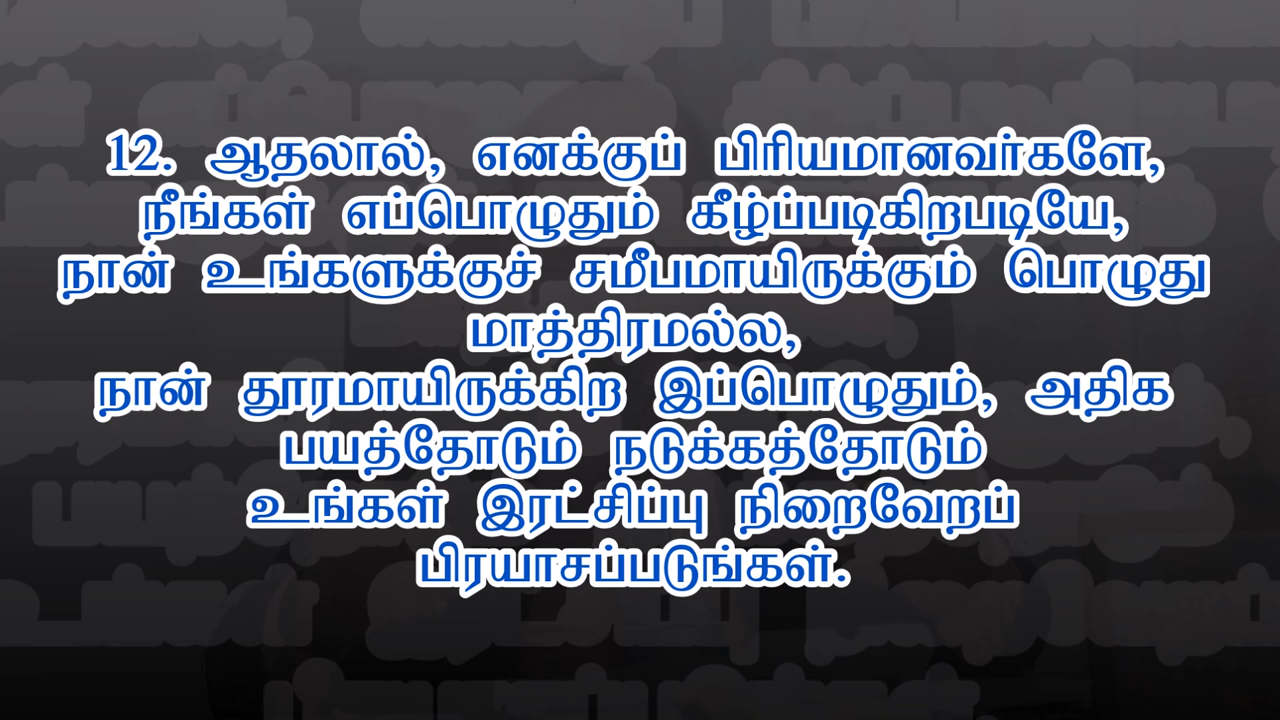 12. ஆதலால், எனக்குப் பிரியமானவர்களே,
நீங்கள் எப்பொழுதும் கீழ்ப்படிகிறபடியே,
நான் உங்களுக்குச் சமீபமாயிருக்கும் பொழுது
மாத்திரமல்ல,
நான் தூரமாயிருக்கிற இப்பொழுதும், அதிக
பயத்தோடும் நடுக்கத்தோடும்
உங்கள் இரட்சிப்பு நிறைவேறப்
பிரயாசப்படுங்கள்.